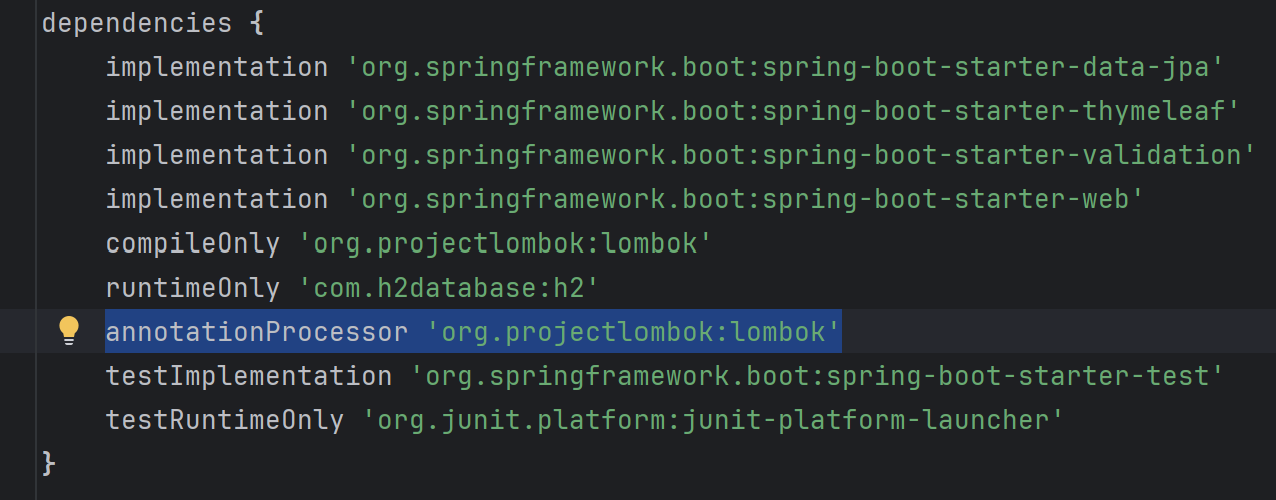 dependencies {
implementation 'org.springframework.boot:spring-boot-starter-data-jpa'
implementation 'org.springframework.boot:spring-boot-starter-thymeleaf'
implementation 'org.springframework.boot:spring-boot-starter-validation'
implementation 'org.springframework.boot:spring-boot-starter-web'
compileOnly 'org.projectlombok:lombok'
runtimeOnly 'com.h2database:h2'
annotationProcessor 'org.projectlombok:lombok'
testImplementation 'org.springframework.boot:spring-boot-starter-test'
testRuntimeOnly 'org.junit.platform:junit-platform-launcher'
}